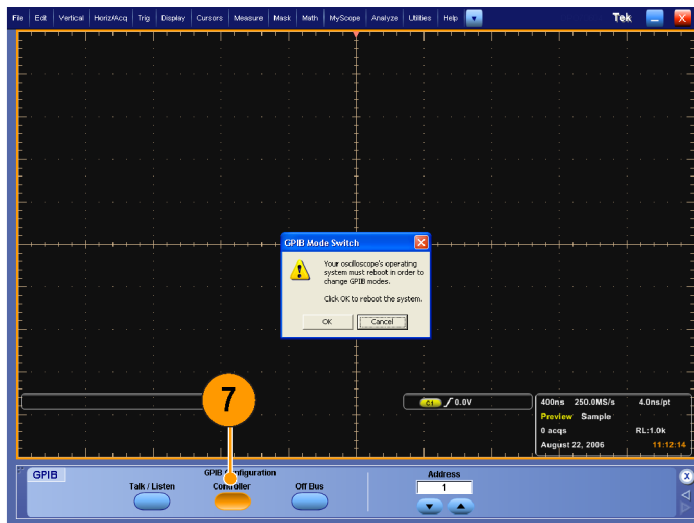 File Edit Vertical Horiz/Acq Trig Display Cursors Measure Mask Math MyScope Analyze Utilities Help Tek X
GPIB Mode Switch
Your oscilloscope's operating
system must reboot in order to
change GPIB modes.
Click OK to reboot the system.
OK Cancel
7
C1 0.0V
400ns 250.0MS/s 4.0ns/pt
Preview Sample
0 acqs RL:1.0k
August 22, 2006 11:12:14
GPIB
GPIB Configuration
Talk / Listen Controller Off Bus
Address
1
X